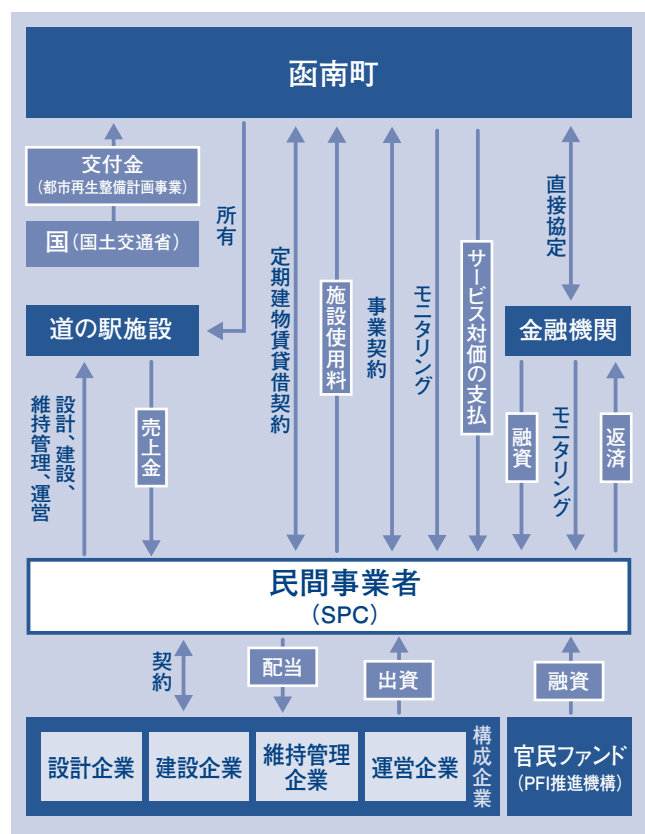 函南町
交付金
(都市再生整備計画事業)
国(国土交通省)
所有
定期建物賃貸借契約
施設使用料
事業契約
モニタリング
サービス対価の支払
直接協定
道の駅施設
金融機関
設計、建設、
維持管理、運営
売上金
融資
モニタリング
返済
民間事業者
(SPC)
契約
配当
出資
融資
設計企業
建設企業
維持管理
企業
運営企業
構成企業
官民ファンド
(PFI推進機構)